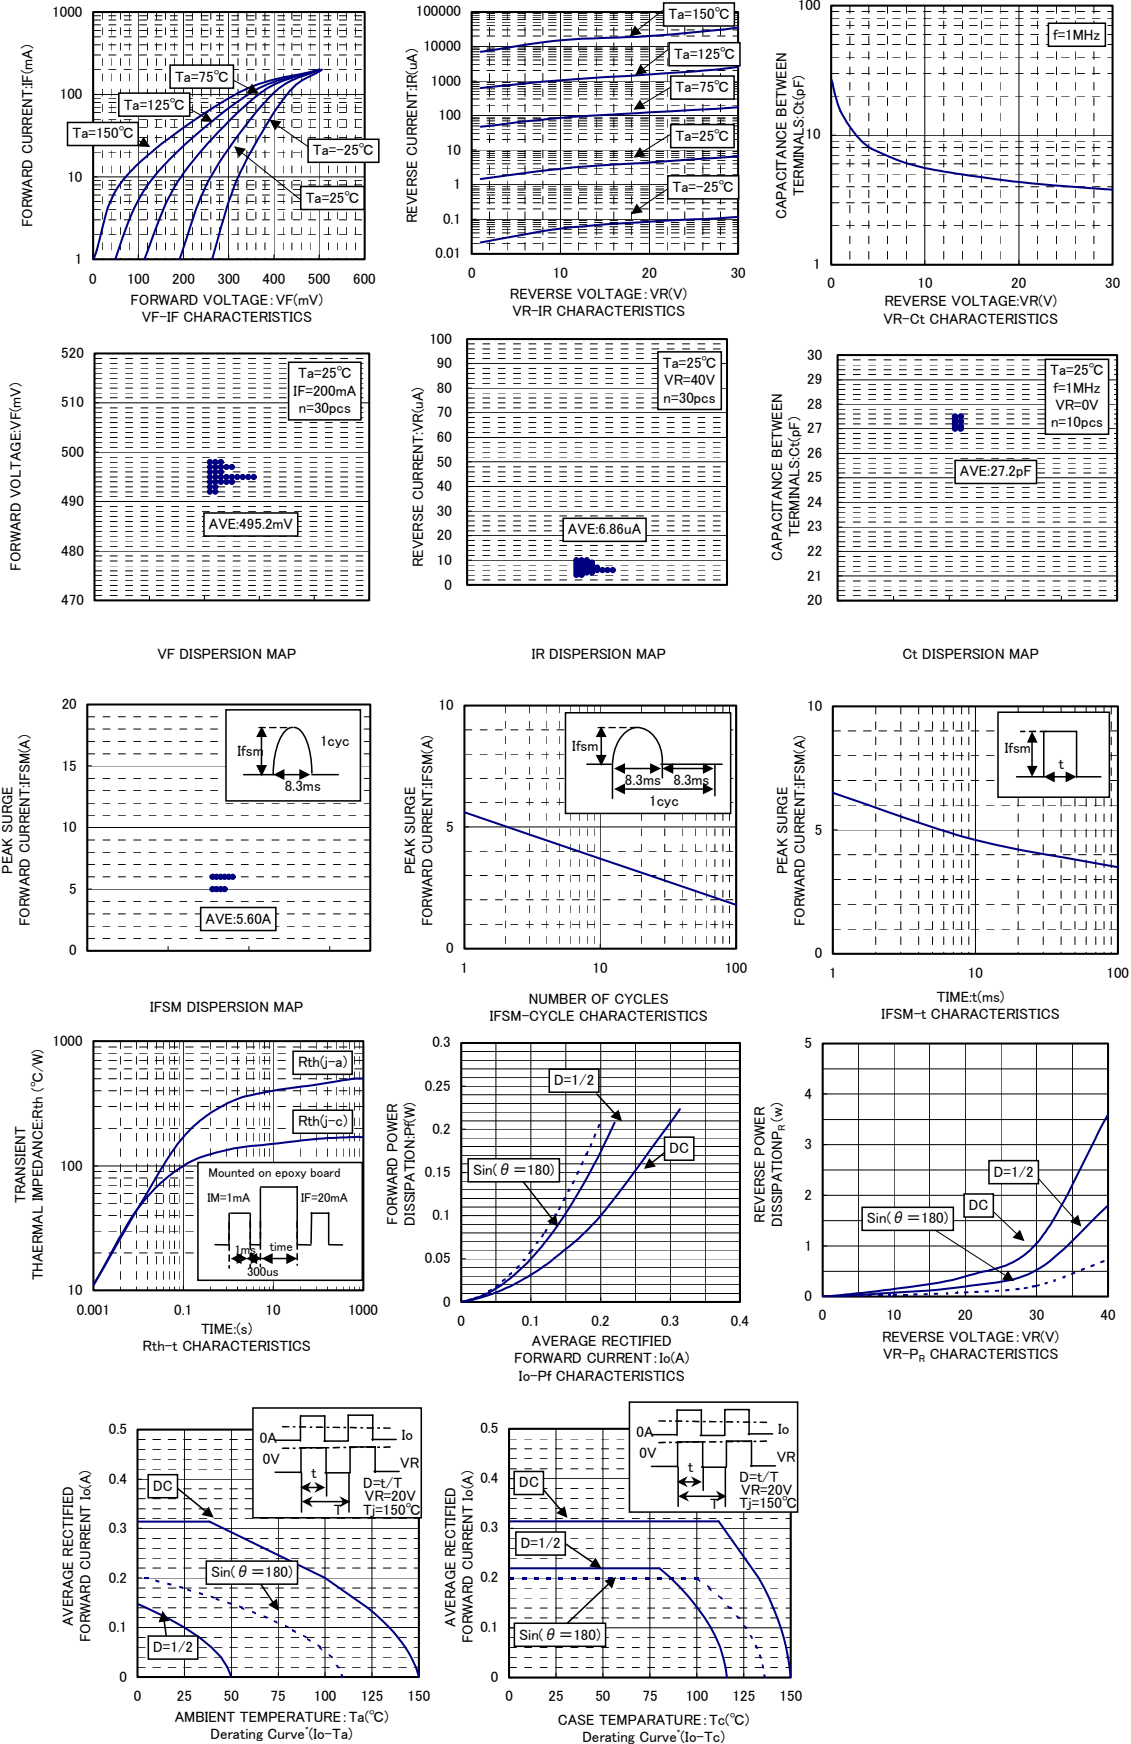 1000
100
10
1
FORWARD CURRENT:IF(mA)
Ta=75℃
Ta=125℃
Ta=150℃
Ta=-25℃
Ta=25℃
0 100 200 300 400 500 600
FORWARD VOLTAGE:VF(mV)
VF-IF CHARACTERISTICS
100000
10000
1000
100
10
1
0.1
0.01
REVERSE CURRENT:IR(uA)
Ta=150℃
Ta=125℃
Ta=75℃
Ta=25℃
Ta=-25℃
0 10 20 30
REVERSE VOLTAGE:VR(V)
VR-IR CHARACTERISTICS
100
10
1
CAPACITANCE BETWEEN
TERMINALS:Ct(pF)
f=1MHz
0 10 20 30
REVERSE VOLTAGE:VR(V)
VR-Ct CHARACTERISTICS
520
510
500
490
480
470
FORWARD VOLTAGE:VF(mV)
Ta=25℃
IF=200mA
n=30pcs
AVE:495.2mV
VF DISPERSION MAP
100
90
80
70
60
50
40
30
20
10
0
REVERSE CURRENT:VR(uA)
Ta=25℃
VR=40V
n=30pcs
AVE:6.86uA
IR DISPERSION MAP
30
29
28
27
26
25
24
23
22
21
20
CAPACITANCE BETWEEN
TERMINALS:Ct(pF)
Ta=25℃
f=1MHz
VR=0V
n=10pcs
AVE:27.2pF
Ct DISPERSION MAP
20
15
10
5
0
PEAK SURGE
FORWARD CURRENT:IFSM(A)
Ifsm
1cyc
8.3ms
AVE:5.60A
IFSM DISPERSION MAP
10
5
0
PEAK SURGE
FORWARD CURRENT:IFSM(A)
Ifsm
8.3ms 8.3ms
1cyc
1 10 100
NUMBER OF CYCLES
IFSM-CYCLE CHARACTERISTICS
10
5
0
PEAK SURGE
FORWARD CURRENT:IFSM(A)
Ifsm
t
1 10 100
TIME:t(ms)
IFSM-t CHARACTERISTICS
1000
100
10
TRANSIENT
THAERMAL IMPEDANCE:Rth (℃/W)
Rth(j-a)
Rth(j-c)
Mounted on epoxy board
IM=1mA IF=20mA
1ms time
300us
0.001 0.1 10 1000
TIME:(s)
Rth-t CHARACTERISTICS
0.3
0.25
0.2
0.15
0.1
0.05
0
FORWARD POWER
DISSIPATION:Pf(W)
D=1/2
DC
Sin(θ=180)
0 0.1 0.2 0.3 0.4
AVERAGE RECTIFIED
FORWARD CURRENT:Io(A)
Io-Pf CHARACTERISTICS
5
4
3
2
1
0
REVERSE POWER
DISSIPATION:PR (w)
D=1/2
DC
Sin(θ=180)
0 10 20 30 40
REVERSE VOLTAGE:VR(V)
VR-PR CHARACTERISTICS
0.5
0.4
0.3
0.2
0.1
0
AVERAGE RECTIFIED
FORWARD CURRENT Io(A)
0A Io
0V VR
t
T
D=t/T
VR=20V
Tj=150℃
DC
Sin(θ=180)
D=1/2
0 25 50 75 100 125 150
AMBIENT TEMPERATURE:Ta(℃)
Derating Curve"(Io-Ta)
0.5
0.4
0.3
0.2
0.1
0
AVERAGE RECTIFIED
FORWARD CURRENT Io(A)
0A Io
0V VR
t
T
D=t/T
VR=20V
Tj=150℃
DC
D=1/2
Sin(θ=180)
0 25 50 75 100 125 150
CASE TEMPARATURE:Tc(℃)
Derating Curve"(Io-Tc)